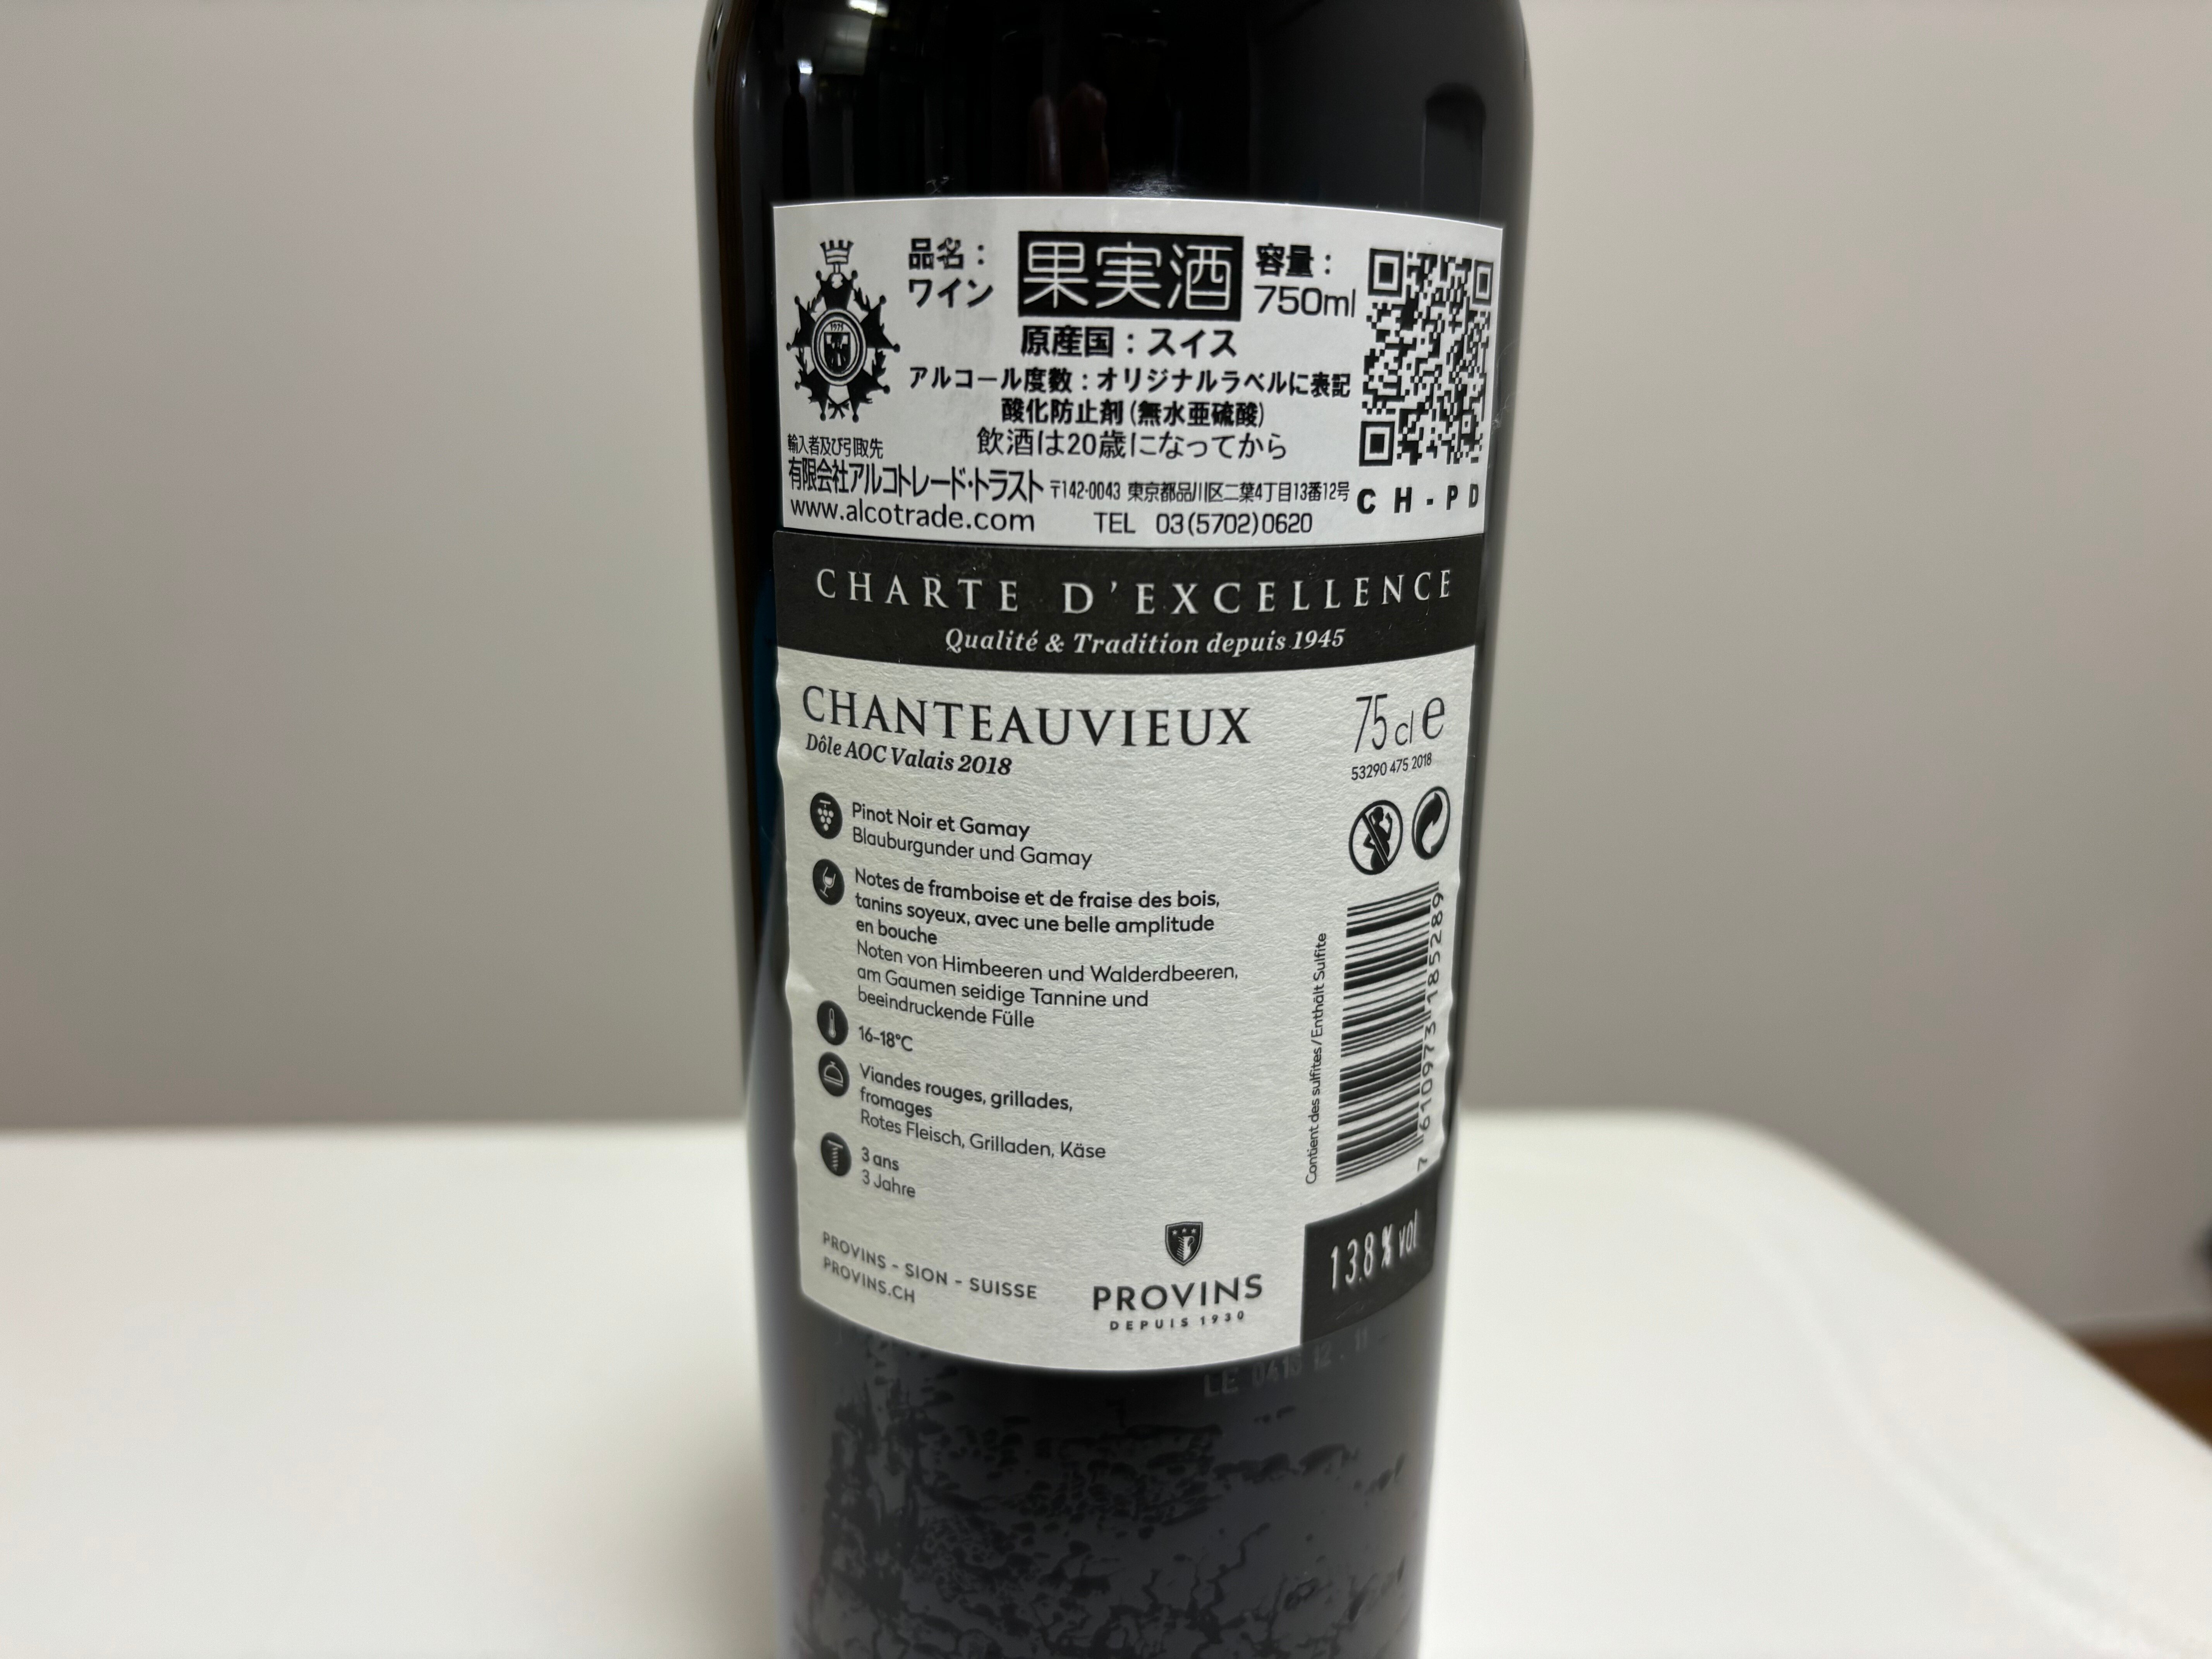 品名：
ワイン
果実酒
容量：
750ml
原産国：スイス
アルコール度数：オリジナルラベルに表記
酸化防止剤(無水亜硫酸)
飲酒は20歳になってから
輸入者及び引取先
有限会社アルコトレード・トラスト 〒142-0043 東京都品川区二葉4丁目13番12号
www.alcotrade.com TEL 03(5702)0620
CH-PD
CHARTE D'EXCELLENCE
Qualité & Tradition depuis 1945
CHANTEAUVIEUX
Dôle AOC Valais 2018
75 cl e
53290 475 2018
Pinot Noir et Gamay
Blauburgunder und Gamay
Notes de framboise et de fraise des bois,
tanins soyeux, avec une belle amplitude
en bouche
Noten von Himbeeren und Walderdbeeren,
am Gaumen seidige Tannine und
beeindruckende Fülle
16-18°C
Viandes rouges, grillades,
fromages
Rotes Fleisch, Grilladen, Käse
3 ans
3 Jahre
Contient des sulfites / Enthält Sulfite
7 610973 185289
PROVINS - SION - SUISSE
PROVINS.CH
PROVINS
DEPUIS 1930
13.8 % vol